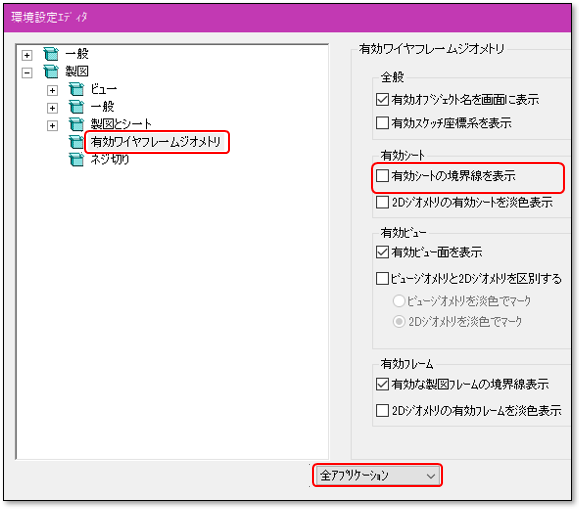 環境設定エディタ
一般
製図
ビュー
一般
製図とシート
有効ワイヤフレームジオメトリ
ネジ切り
有効ワイヤフレームジオメトリ
全般
有効オブジェクト名を画面に表示
有効スケッチ座標系を表示
有効シート
有効シートの境界線を表示
2Dジオメトリの有効シートを淡色表示
有効ビュー
有効ビュー面を表示
ビュージオメトリと2Dジオメトリを区別する
ビュージオメトリを淡色でマーク
2Dジオメトリを淡色でマーク
有効フレーム
有効な製図フレームの境界線表示
2Dジオメトリの有効フレームを淡色表示
全アプリケーション